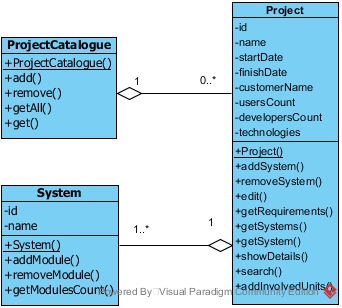 ProjectCatalogue
+ProjectCatalogue()
+add()
+remove()
+getAll()
+get()
1
0..*
Project
-id
-name
-startDate
-finishDate
-customerName
-usersCount
-developersCount
-technologies
+Project()
+addSystem()
+removeSystem()
+edit()
+getRequirements()
+getSystems()
+getSystem()
+showDetails()
+search()
+addInvolvedUnits()
System
-id
-name
+System()
+addModule()
+removeModule()
+getModulesCount()
1..*
1
Powered By Visual Paradigm Community Edition